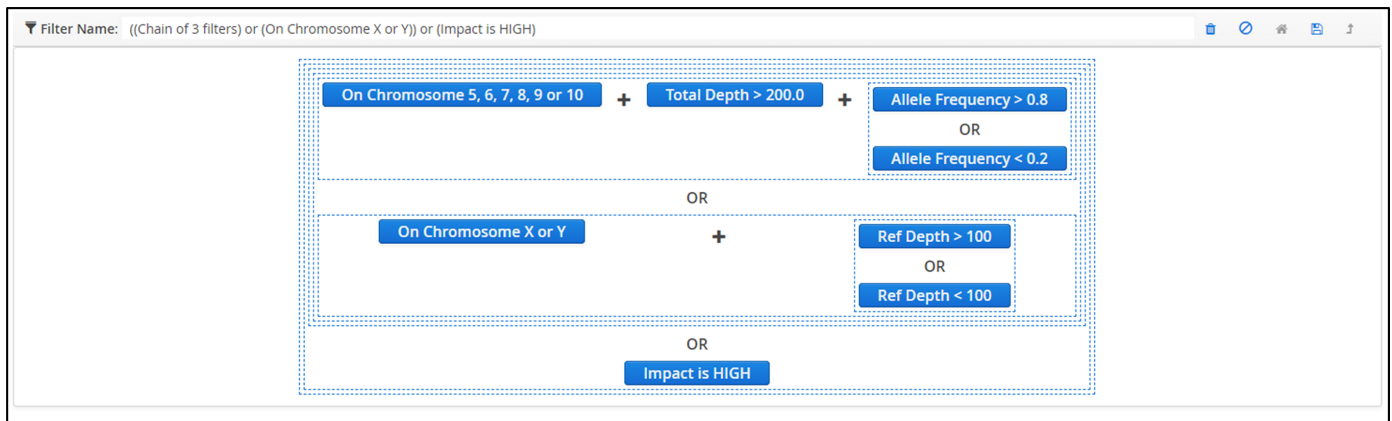 Filter Name: ((Chain of 3 filters) or (On Chromosome X or Y)) or (Impact is HIGH)
On Chromosome 5, 6, 7, 8, 9 or 10 + Total Depth > 200.0 + Allele Frequency > 0.8
OR
Allele Frequency < 0.2
OR
On Chromosome X or Y + Ref Depth > 100
OR
Ref Depth < 100
OR
Impact is HIGH